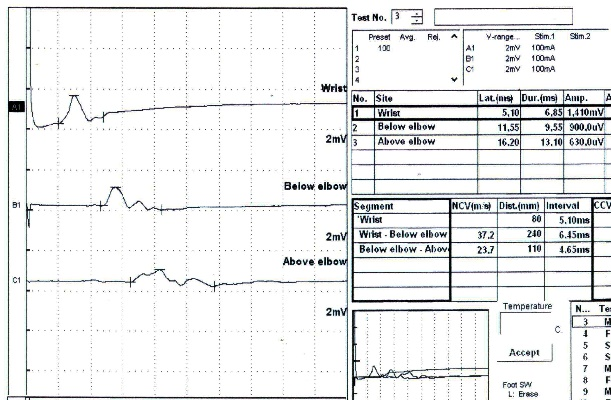 Test No. 3
Preset Avg. Rej.
1 100
2
3
4
V-range... Stim.1 Stim.2
A1 2mV 100mA
B1 2mV 100mA
C1 2mV 100mA
A1
Wrist
2mV
B1
Below elbow
2mV
C1
Above elbow
2mV
No. Site Lat.(ms) Dur.(ms) Amp. A
1 Wrist 5,10 6,85 1,410mV
2 Below elbow 11,55 9,55 900.0uV
3 Above elbow 16.20 13,10 630.0uV
Segment NCV(m/s) Dist.(mm) Interval CCV
'Wrist 80 5.10ms
Wrist - Below elbow 37.2 240 6.45ms
Below elbow - Abov 23.7 110 4.65ms
Temperature
C
Accept
Foot SW
L: Erase
N... Te
3 M
4 F
5 S
6 S
7 M
8 F
9 M